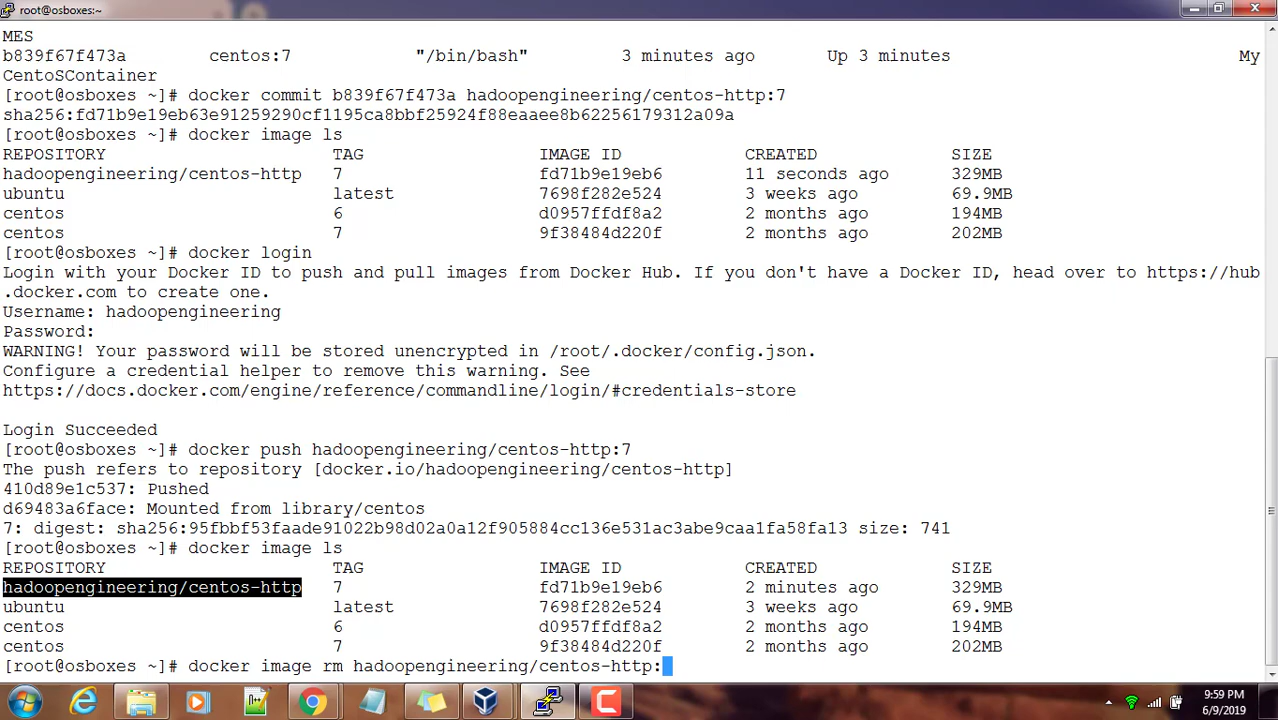 root@osboxes:~
MES
b839f67f473a        centos:7            "/bin/bash"         3 minutes ago       Up 3 minutes                            My
CentoSContainer
[root@osboxes ~]# docker commit b839f67f473a hadoopengineering/centos-http:7
sha256:fd71b9e19eb63e91259290cf1195ca8bbf25924f88eaaee8b62256179312a09a
[root@osboxes ~]# docker image ls
REPOSITORY                      TAG                 IMAGE ID            CREATED             SIZE
hadoopengineering/centos-http   7                   fd71b9e19eb6        11 seconds ago      329MB
ubuntu                          latest              7698f282e524        3 weeks ago         69.9MB
centos                          6                   d0957ffdf8a2        2 months ago        194MB
centos                          7                   9f38484d220f        2 months ago        202MB
[root@osboxes ~]# docker login
Login with your Docker ID to push and pull images from Docker Hub. If you don't have a Docker ID, head over to https://hub
.docker.com to create one.
Username: hadoopengineering
Password:
WARNING! Your password will be stored unencrypted in /root/.docker/config.json.
Configure a credential helper to remove this warning. See
https://docs.docker.com/engine/reference/commandline/login/#credentials-store
Login Succeeded
[root@osboxes ~]# docker push hadoopengineering/centos-http:7
The push refers to repository [docker.io/hadoopengineering/centos-http]
410d89e1c537: Pushed
d69483a6face: Mounted from library/centos
7: digest: sha256:95fbbf53faade91022b98d02a0a12f905884cc136e531ac3abe9caa1fa58fa13 size: 741
[root@osboxes ~]# docker image ls
REPOSITORY                      TAG                 IMAGE ID            CREATED             SIZE
hadoopengineering/centos-http   7                   fd71b9e19eb6        2 minutes ago       329MB
ubuntu                          latest              7698f282e524        3 weeks ago         69.9MB
centos                          6                   d0957ffdf8a2        2 months ago        194MB
centos                          7                   9f38484d220f        2 months ago        202MB
[root@osboxes ~]# docker image rm hadoopengineering/centos-http:
9:59 PM
6/9/2019